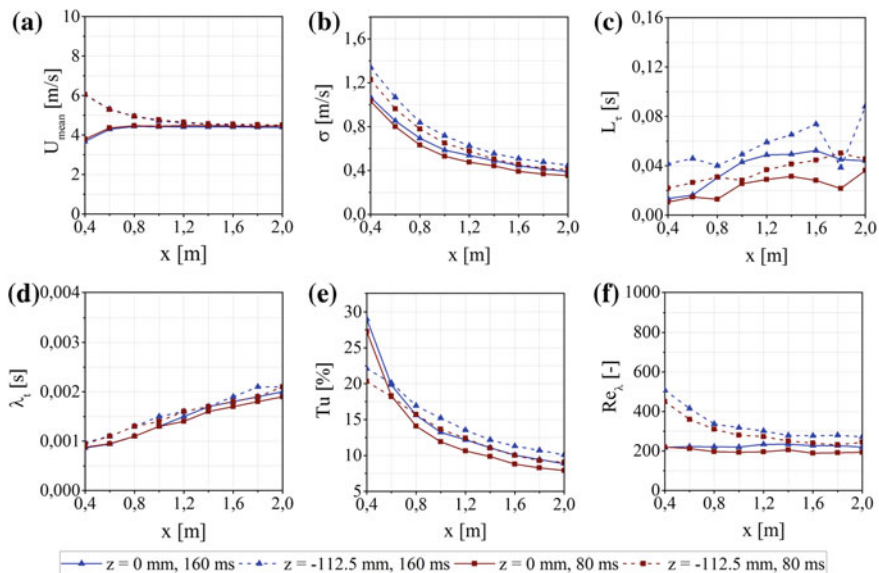 (a)
U_mean [m/s]
10
8
6
4
2
0
0,4 0,8 1,2 1,6 2,0
x [m]
(b)
σ [m/s]
1,6
1,2
0,8
0,4
0,0
0,4 0,8 1,2 1,6 2,0
x [m]
(c)
L_τ [s]
0,16
0,12
0,08
0,04
0,00
0,4 0,8 1,2 1,6 2,0
x [m]
(d)
λ_t [s]
0,004
0,003
0,002
0,001
0,000
0,4 0,8 1,2 1,6 2,0
x [m]
(e)
Tu [%]
30
25
20
15
10
5
0,4 0,8 1,2 1,6 2,0
x [m]
(f)
Re_λ [-]
1000
800
600
400
200
0
0,4 0,8 1,2 1,6 2,0
x [m]
z = 0 mm, 160 ms z = -112.5 mm, 160 ms z = 0 mm, 80 ms z = -112.5 mm, 80 ms